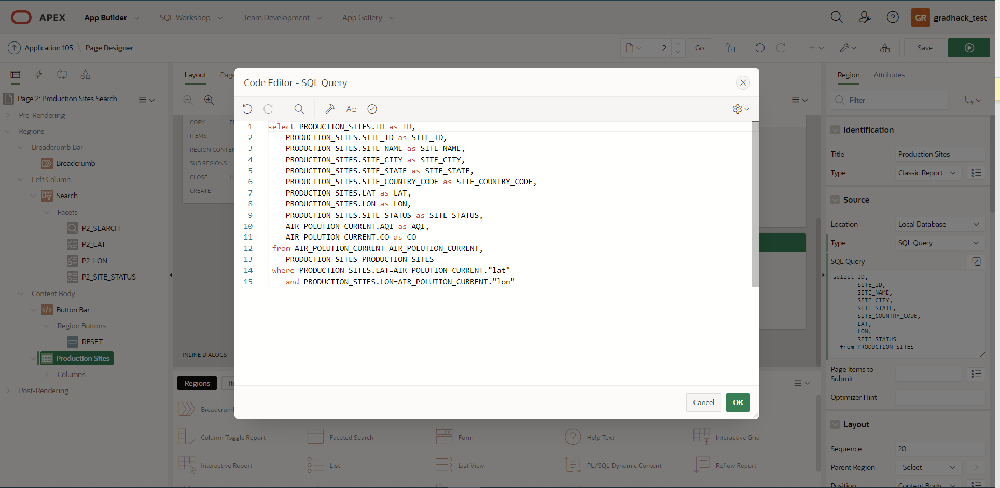 APEX App Builder SQL Workshop Team Development App Gallery GR gradhack_test
Application 105 \ Page Designer 2 Go Save
Layout
Region Attributes
Page 2: Production Sites Search
Pre-Rendering
Regions
Breadcrumb Bar
Breadcrumb
Left Column
Search
Facets
P2_SEARCH
P2_LAT
P2_LON
P2_SITE_STATUS
Content Body
Button Bar
Region Buttons
RESET
Production Sites
Columns
Post-Rendering
COPY
ITEMS
REGION CONTEN
SUB REGIONS
CLOSE
CREATE
INLINE DIALOGS
Code Editor - SQL Query
1 select PRODUCTION_SITES.ID as ID,
2 PRODUCTION_SITES.SITE_ID as SITE_ID,
3 PRODUCTION_SITES.SITE_NAME as SITE_NAME,
4 PRODUCTION_SITES.SITE_CITY as SITE_CITY,
5 PRODUCTION_SITES.SITE_STATE as SITE_STATE,
6 PRODUCTION_SITES.SITE_COUNTRY_CODE as SITE_COUNTRY_CODE,
7 PRODUCTION_SITES.LAT as LAT,
8 PRODUCTION_SITES.LON as LON,
9 PRODUCTION_SITES.SITE_STATUS as SITE_STATUS,
10 AIR_POLUTION_CURRENT.AQI as AQI,
11 AIR_POLUTION_CURRENT.CO as CO
12 from AIR_POLUTION_CURRENT AIR_POLUTION_CURRENT,
13 PRODUCTION_SITES PRODUCTION_SITES
14 where PRODUCTION_SITES.LAT=AIR_POLUTION_CURRENT."lat"
15 and PRODUCTION_SITES.LON=AIR_POLUTION_CURRENT."lon"
Cancel OK
Regions
Breadcrumb
Column Toggle Report Faceted Search Form Help Text Interactive Grid
Interactive Report List List View PL/SQL Dynamic Content Reflow Report
Filter
Identification
Title Production Sites
Type Classic Report
Source
Location Local Database
Type SQL Query
SQL Query
select ID,
SITE_ID,
SITE_NAME,
SITE_CITY,
SITE_STATE,
SITE_COUNTRY_CODE,
LAT,
LON,
SITE_STATUS
from PRODUCTION_SITES
Page Items to
Submit
Optimizer Hint
Layout
Sequence 20
Parent Region - Select -
Position Content Body